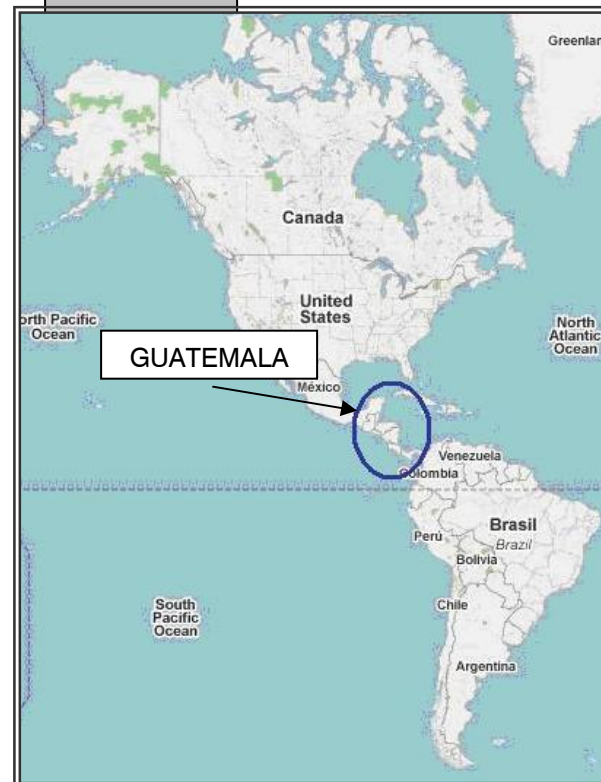 Greenlan
Canada
United
States
orth Pacific
Ocean
North
Atlantic
Ocean
GUATEMALA
México
Venezuela
Colombia
Brasil
Brazil
Perú
Bolivia
South
Pacific
Ocean
Chile
Argentina